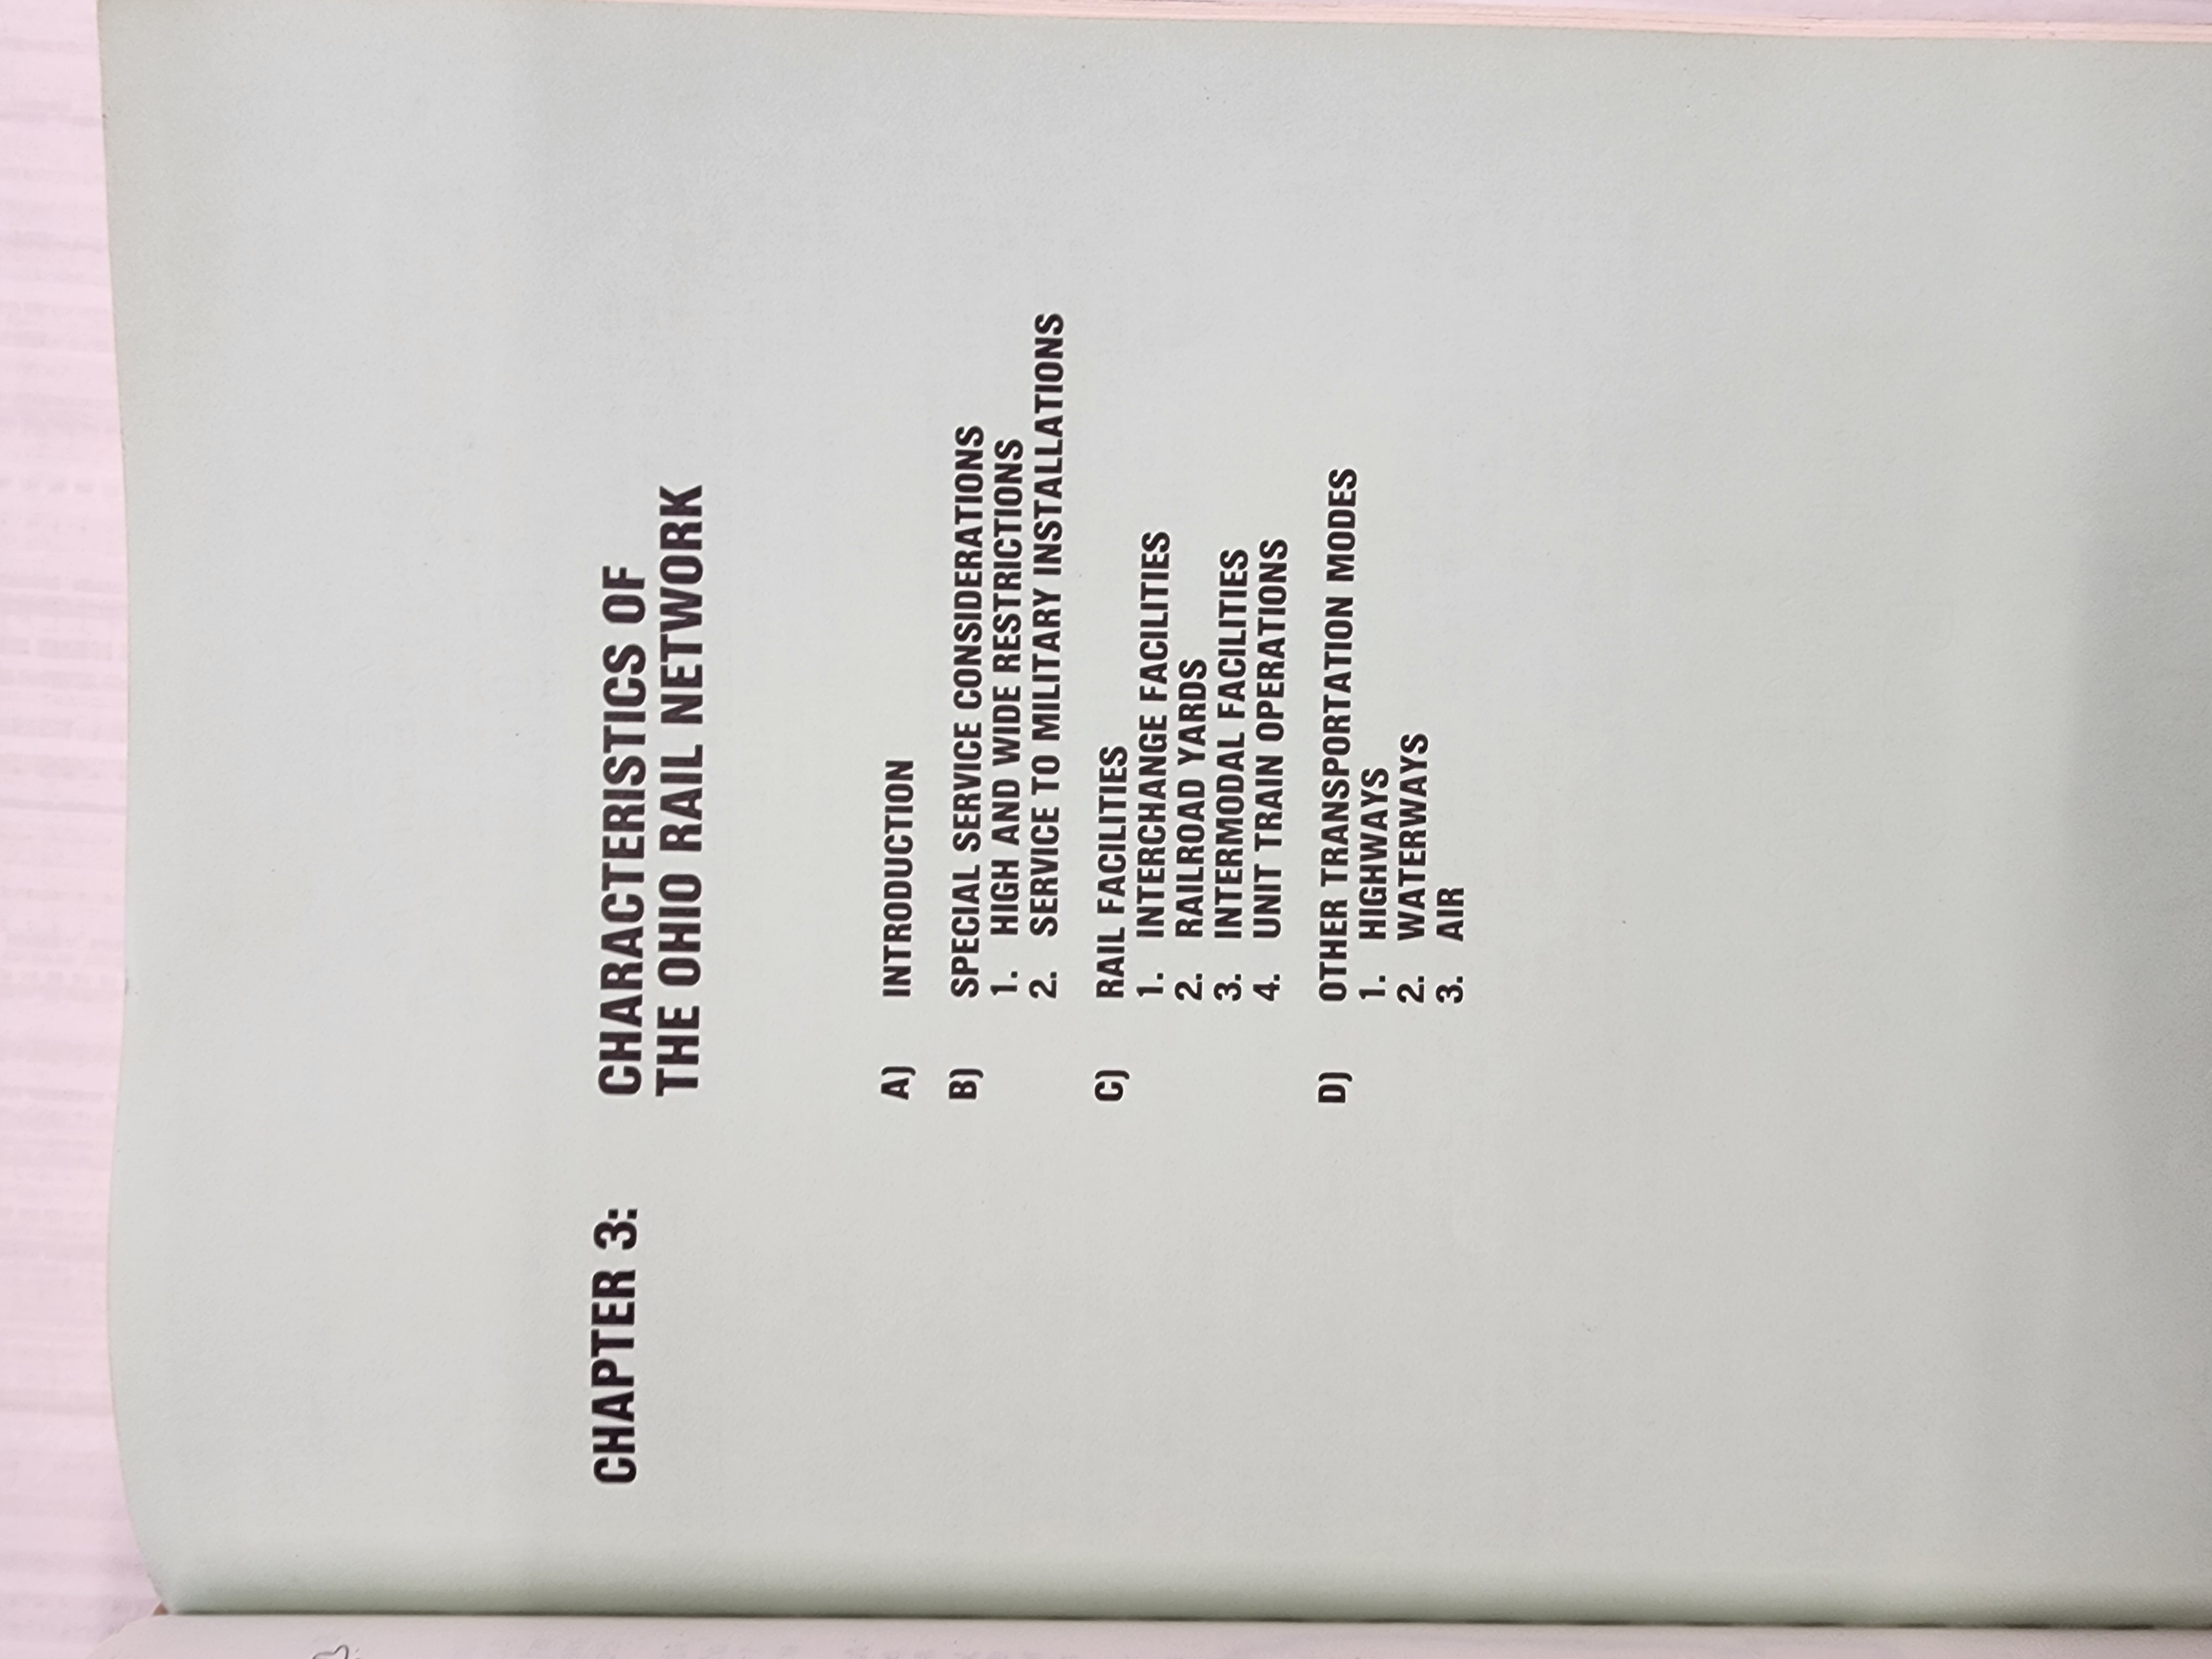 CHAPTER 3: CHARACTERISTICS OF
THE OHIO RAIL NETWORK
A) INTRODUCTION
B) SPECIAL SERVICE CONSIDERATIONS
1. HIGH AND WIDE RESTRICTIONS
2. SERVICE TO MILITARY INSTALLATIONS
C) RAIL FACILITIES
1. INTERCHANGE FACILITIES
2. RAILROAD YARDS
3. INTERMODAL FACILITIES
4. UNIT TRAIN OPERATIONS
D) OTHER TRANSPORTATION MODES
1. HIGHWAYS
2. WATERWAYS
3. AIR